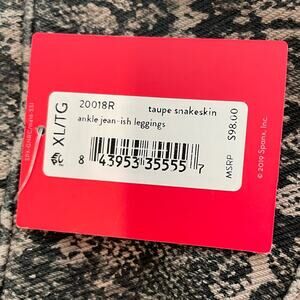 XL/TG
20018R taupe snakeskin
ankle jean-ish leggings
8 43953 35555 7
MSRP $98.00
© 2019 Spanx, Inc.